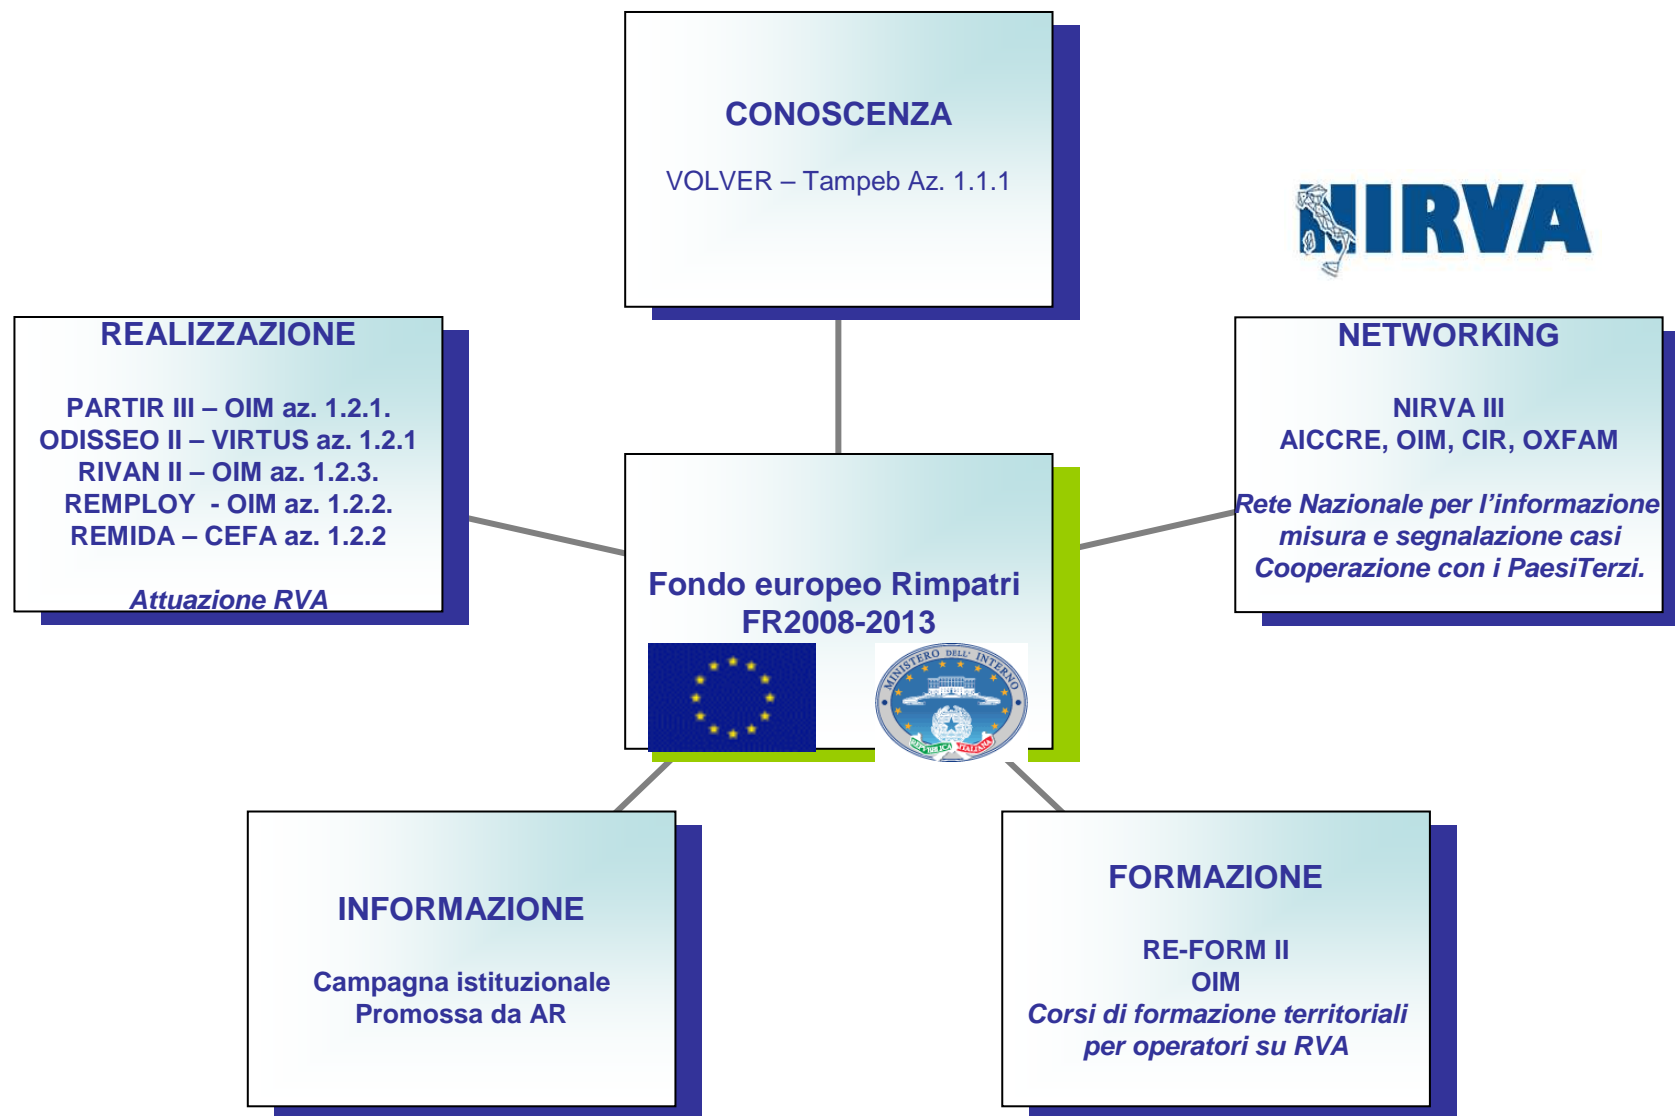 CONOSCENZA
VOLVER – Tampeb Az. 1.1.1
NIRVA
REALIZZAZIONE
PARTIR III – OIM az. 1.2.1.
ODISSEO II – VIRTUS az. 1.2.1
RIVAN II – OIM az. 1.2.3.
REMPLOY - OIM az. 1.2.2.
REMIDA – CEFA az. 1.2.2
Attuazione RVA
NETWORKING
NIRVA III
AICCRE, OIM, CIR, OXFAM
Rete Nazionale per l’informazione
misura e segnalazione casi
Cooperazione con i PaesiTerzi.
Fondo europeo Rimpatri
FR2008-2013
MINISTERO DELL' INTERNO
REPVBBLICA ITALIANA
INFORMAZIONE
Campagna istituzionale
Promossa da AR
FORMAZIONE
RE-FORM II
OIM
Corsi di formazione territoriali
per operatori su RVA